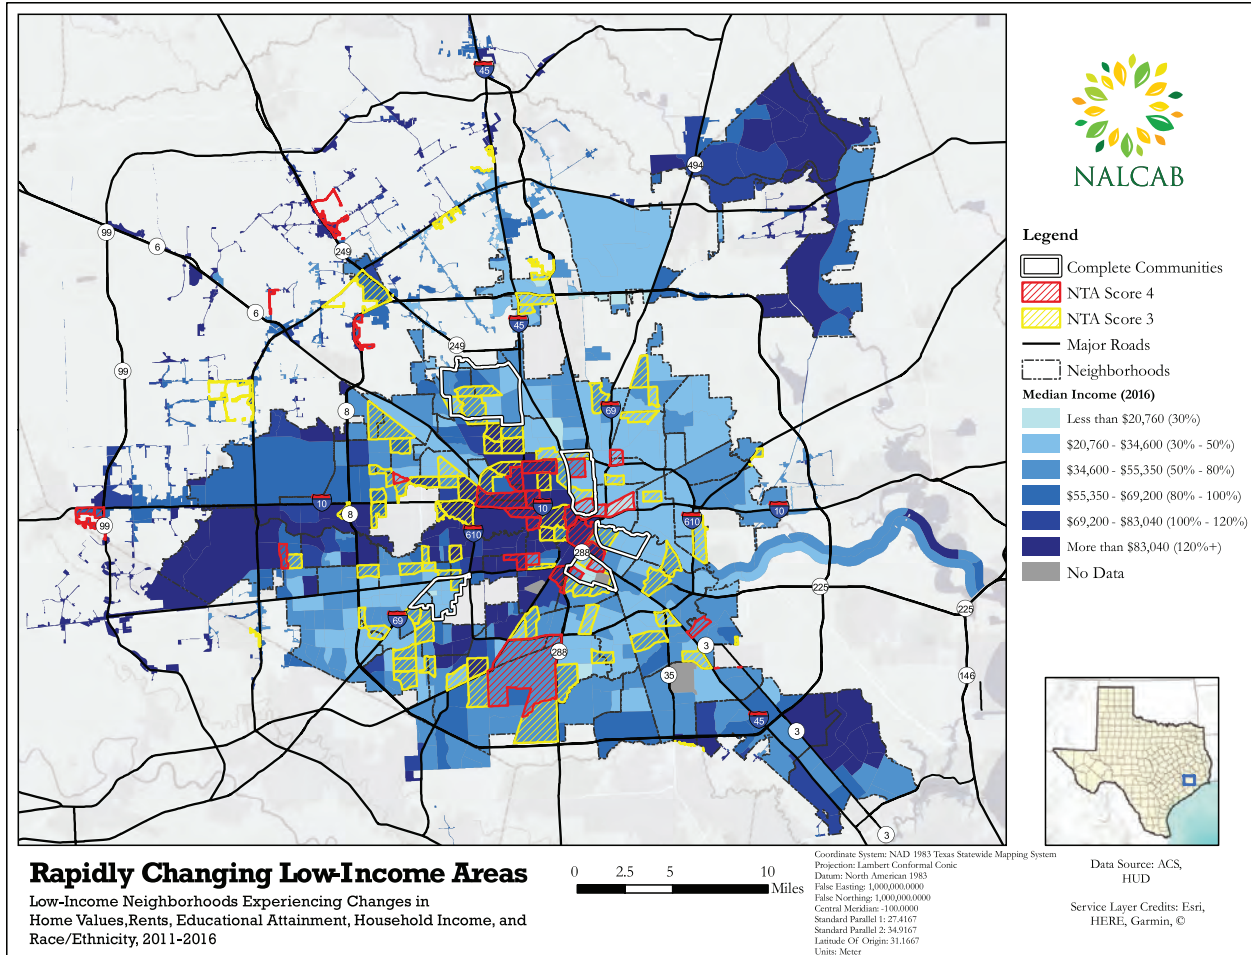 45
494
99
6
249
6
45
249
99
69
8
10
8
10
610
610
10
99
288
225
225
69
3
288
35
146
45
3
3
NALCAB
Legend
Complete Communities
NTA Score 4
NTA Score 3
Major Roads
Neighborhoods
Median Income (2016)
Less than $20,760 (30%)
$20,760 - $34,600 (30% - 50%)
$34,600 - $55,350 (50% - 80%)
$55,350 - $69,200 (80% - 100%)
$69,200 - $83,040 (100% - 120%)
More than $83,040 (120%+)
No Data
Rapidly Changing Low-Income Areas
Low-Income Neighborhoods Experiencing Changes in
Home Values,Rents, Educational Attainment, Household Income, and
Race/Ethnicity, 2011-2016
0 2.5 5 10
Miles
Coordinate System: NAD 1983 Texas Statewide Mapping System
Projection: Lambert Conformal Conic
Datum: North American 1983
False Easting: 1,000,000.0000
False Northing: 1,000,000.0000
Central Meridian: -100.0000
Standard Parallel 1: 27.4167
Standard Parallel 2: 34.9167
Latitude Of Origin: 31.1667
Units: Meter
Data Source: ACS,
HUD
Service Layer Credits: Esri,
HERE, Garmin, ©